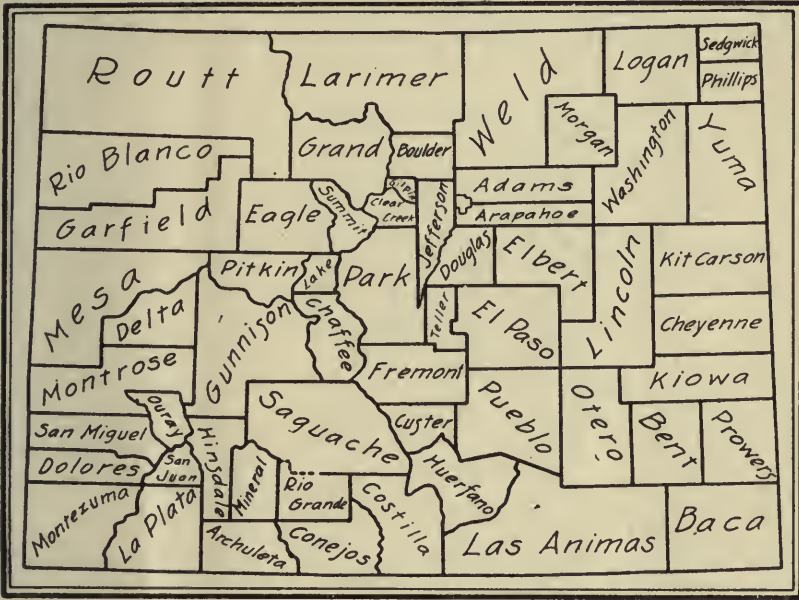 Routt
Larimer
Weld
Logan
Sedgwick
Phillips
Morgan
Washington
Yuma
Rio Blanco
Grand
Boulder
Gilpin
Clear
Creek
Summit
Eagle
Garfield
Jefferson
Adams
Arapahoe
Douglas
Elbert
Lincoln
Kit Carson
Cheyenne
Mesa
Pitkin
Lake
Park
Delta
Gunnison
Chaffee
Teller
El Paso
Montrose
Fremont
Kiowa
Ouray
Saguache
Custer
Pueblo
Otero
Bent
Prowers
San Miguel
Hinsdale
Dolores
San
Juan
Mineral
Rio
Grande
Huerfano
Costilla
Montezuma
La Plata
Archuleta
Conejos
Las Animas
Baca